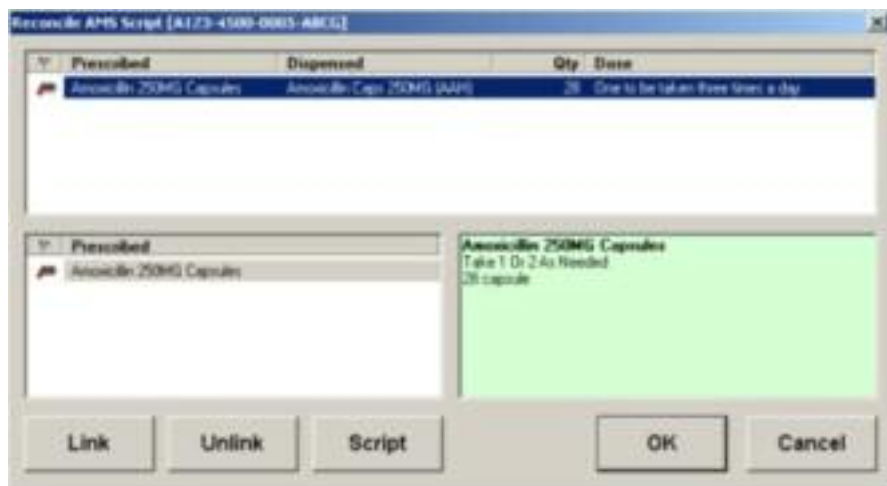 Reconcile AMS Script [A123-4500-0005-ABCG]
Prescribed Dispensed Qty Dose
Amoxicillin 250MG Capsules Amoxicillin Caps 250MG (AAH) 28 One to be taken three times a day
Prescribed
Amoxicillin 250MG Capsules
Amoxicillin 250MG Capsules
Take 1 Or 2 As Needed
28 capsule
Link Unlink Script OK Cancel